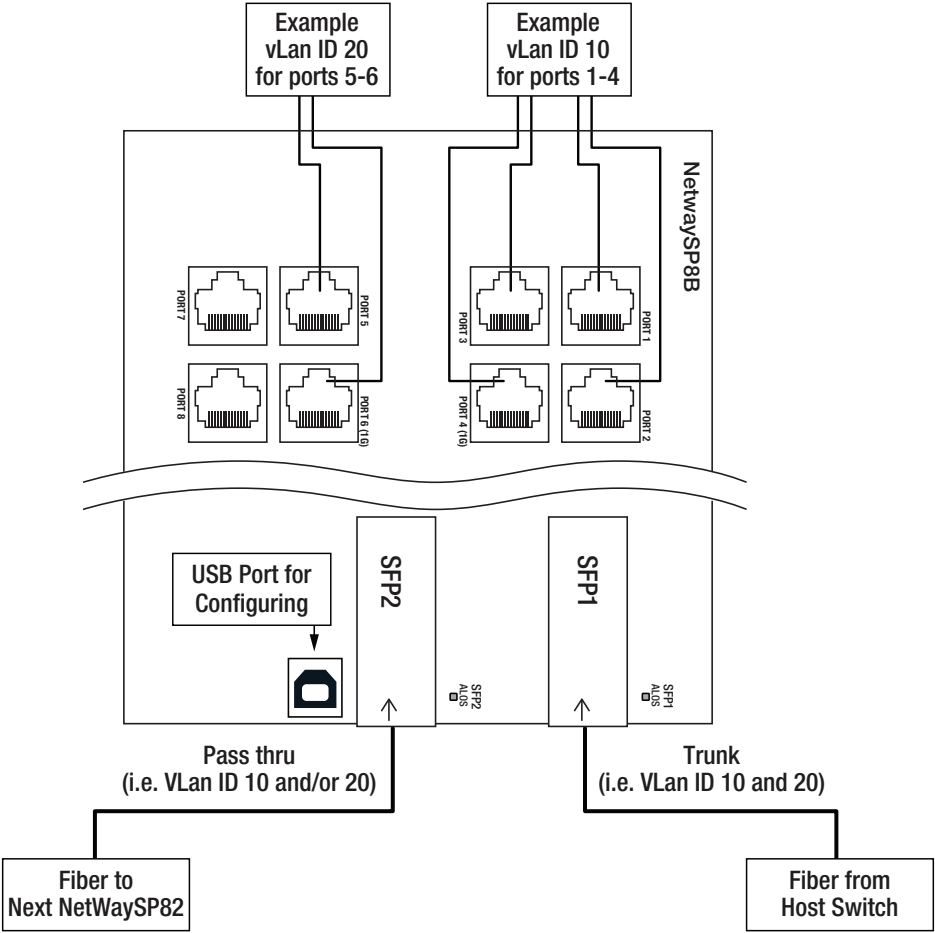 Example
vLan ID 20
for ports 5-6
Example
vLan ID 10
for ports 1-4
NetwaySP8B
PORT 7
PORT 5
PORT 3
PORT 1
PORT 8
PORT 6 (1G)
PORT 4 (1G)
PORT 2
USB Port for
Configuring
SFP2
SFP1
SFP2
ALOS
SFP1
ALOS
Pass thru
(i.e. VLan ID 10 and/or 20)
Trunk
(i.e. VLan ID 10 and 20)
Fiber to
Next NetWaySP82
Fiber from
Host Switch